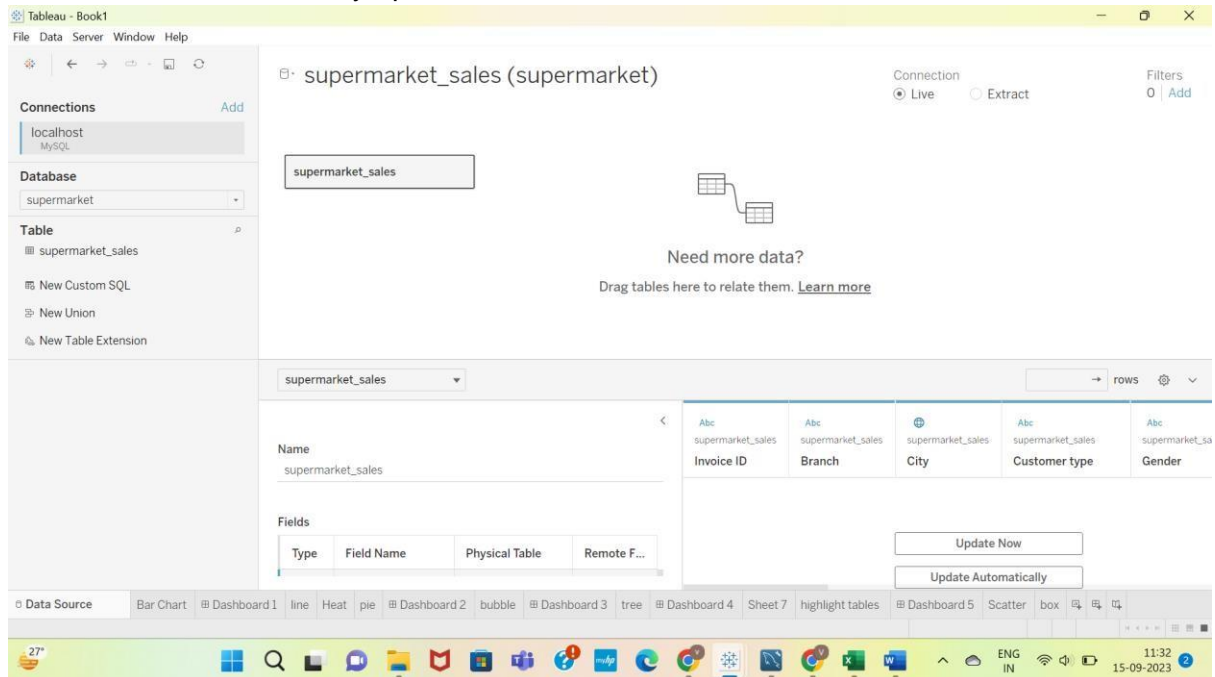 Tableau - Book1
File Data Server Window Help
Connections Add
localhost
MySQL
Database
supermarket
Table
supermarket_sales
New Custom SQL
New Union
New Table Extension
supermarket_sales (supermarket)
Connection
Live Extract
Filters
0 Add
supermarket_sales
Need more data?
Drag tables here to relate them. Learn more
supermarket_sales
rows
Name
supermarket_sales
Fields
Type Field Name Physical Table Remote F...
Abc Abc Abc Abc
supermarket_sales supermarket_sales supermarket_sales supermarket_sales supermarket_sa
Invoice ID Branch City Customer type Gender
Update Now
Update Automatically
Data Source Bar Chart Dashboard 1 line Heat pie Dashboard 2 bubble Dashboard 3 tree Dashboard 4 Sheet 7 highlight tables Dashboard 5 Scatter box
27°
myhp
ENG
IN
11:32
15-09-2023
2